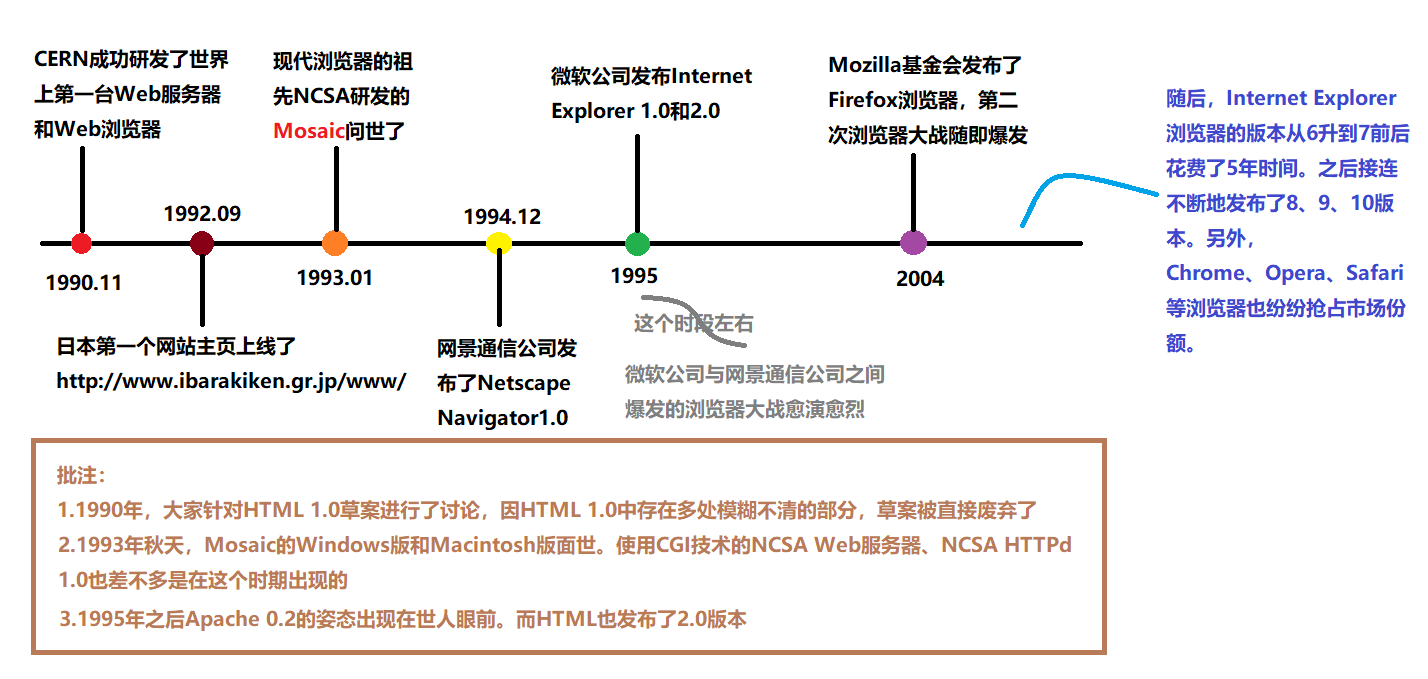 CERN成功研发了世界
上第一台Web服务器
和Web浏览器
1990.11
1992.09
日本第一个网站主页上线了
http://www.ibarakiken.gr.jp/www/
现代浏览器的祖
先NCSA研发的
Mosaic问世了
1993.01
1994.12
网景通信公司发
布了Netscape
Navigator1.0
微软公司发布Internet
Explorer 1.0和2.0
1995
这个时段左右
微软公司与网景通信公司之间
爆发的浏览器大战愈演愈烈
Mozilla基金会发布了
Firefox浏览器，第二
次浏览器大战随即爆发
2004
随后，Internet Explorer
浏览器的版本从6升到7前后
花费了5年时间。之后接连
不断地发布了8、9、10版
本。另外，
Chrome、Opera、Safari
等浏览器也纷纷抢占市场份
额。
批注：
1.1990年，大家针对HTML 1.0草案进行了讨论，因HTML 1.0中存在多处模糊不清的部分，草案被直接废弃了
2.1993年秋天，Mosaic的Windows版和Macintosh版面世。使用CGI技术的NCSA Web服务器、NCSA HTTPd
1.0也差不多是在这个时期出现的
3.1995年之后Apache 0.2的姿态出现在世人眼前。而HTML也发布了2.0版本